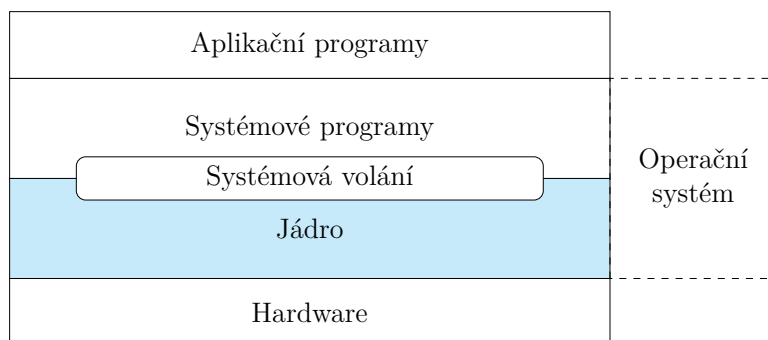 Aplikační programy
Systémové programy
Systémová volání
Jádro
Hardware
Operační
systém